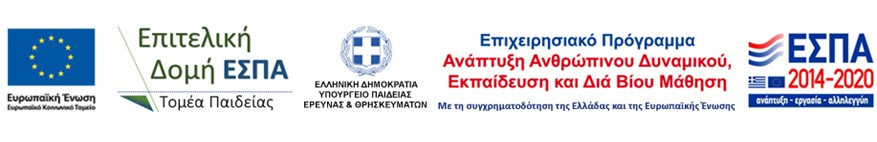 Ευρωπαϊκή Ένωση
Ευρωπαϊκό Κοινωνικό Ταμείο
Επιτελική
Δομή ΕΣΠΑ
Τομέα Παιδείας
ΕΛΛΗΝΙΚΗ ΔΗΜΟΚΡΑΤΙΑ
ΥΠΟΥΡΓΕΙΟ ΠΑΙΔΕΙΑΣ
ΕΡΕΥΝΑΣ & ΘΡΗΣΚΕΥΜΑΤΩΝ
Επιχειρησιακό Πρόγραμμα
Ανάπτυξη Ανθρώπινου Δυναμικού,
Εκπαίδευση και Διά Βίου Μάθηση
Με τη συγχρηματοδότηση της Ελλάδας και της Ευρωπαϊκής Ένωσης
ΕΣΠΑ
2014-2020
ανάπτυξη - εργασία - αλληλεγγύη